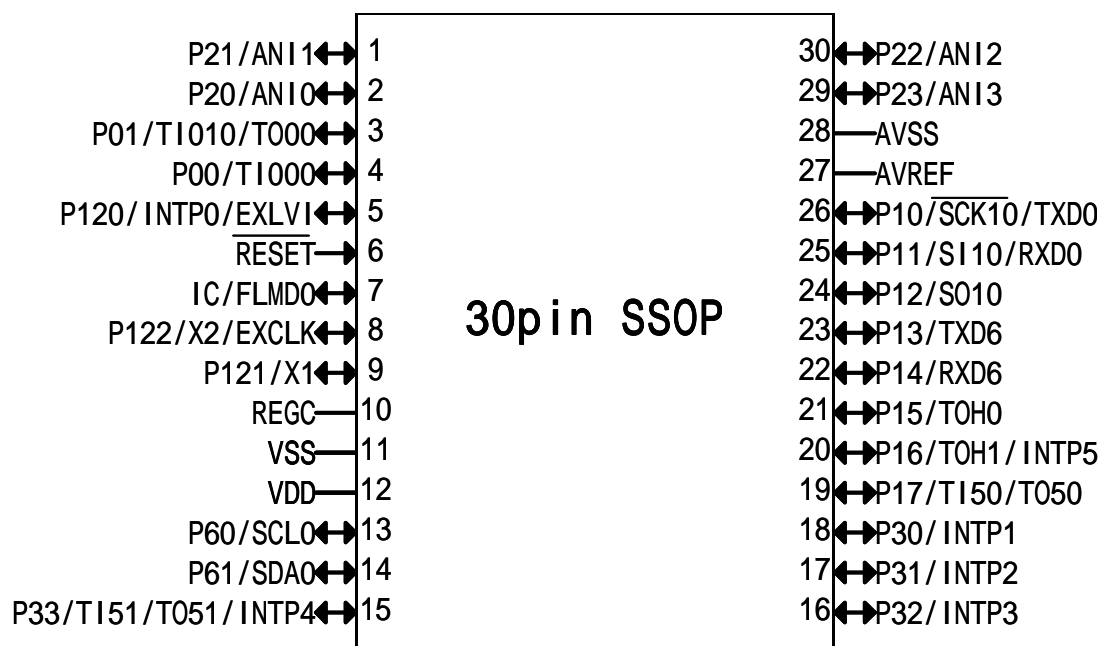 P21/ANI1 1 30 P22/ANI2
P20/ANI0 2 29 P23/ANI3
P01/TI010/TO00 3 28 AVSS
P00/TI000 4 27 AVREF
P120/INTP0/EXLVI 5 26 P10/SCK10/TXD0
RESET 6 25 P11/SI10/RXD0
IC/FLMD0 7 24 P12/SO10
30pin SSOP
P122/X2/EXCLK 8 23 P13/TXD6
P121/X1 9 22 P14/RXD6
REGC 10 21 P15/TOH0
VSS 11 20 P16/TOH1/INTP5
VDD 12 19 P17/TI50/TO50
P60/SCL0 13 18 P30/INTP1
P61/SDA0 14 17 P31/INTP2
P33/TI51/TO51/INTP4 15 16 P32/INTP3